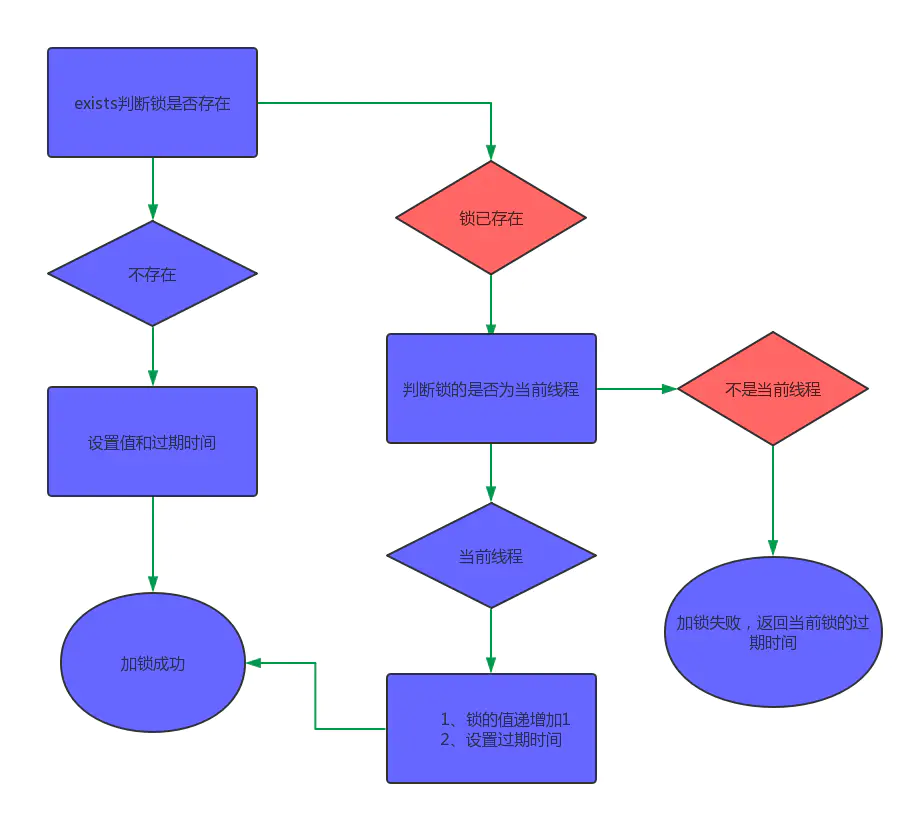 exists判断锁是否存在
锁已存在
不存在
判断锁的是否为当前线程
不是当前线程
设置值和过期时间
当前线程
加锁失败，返回当前锁的过
期时间
加锁成功
1、锁的值递增加1
2、设置过期时间